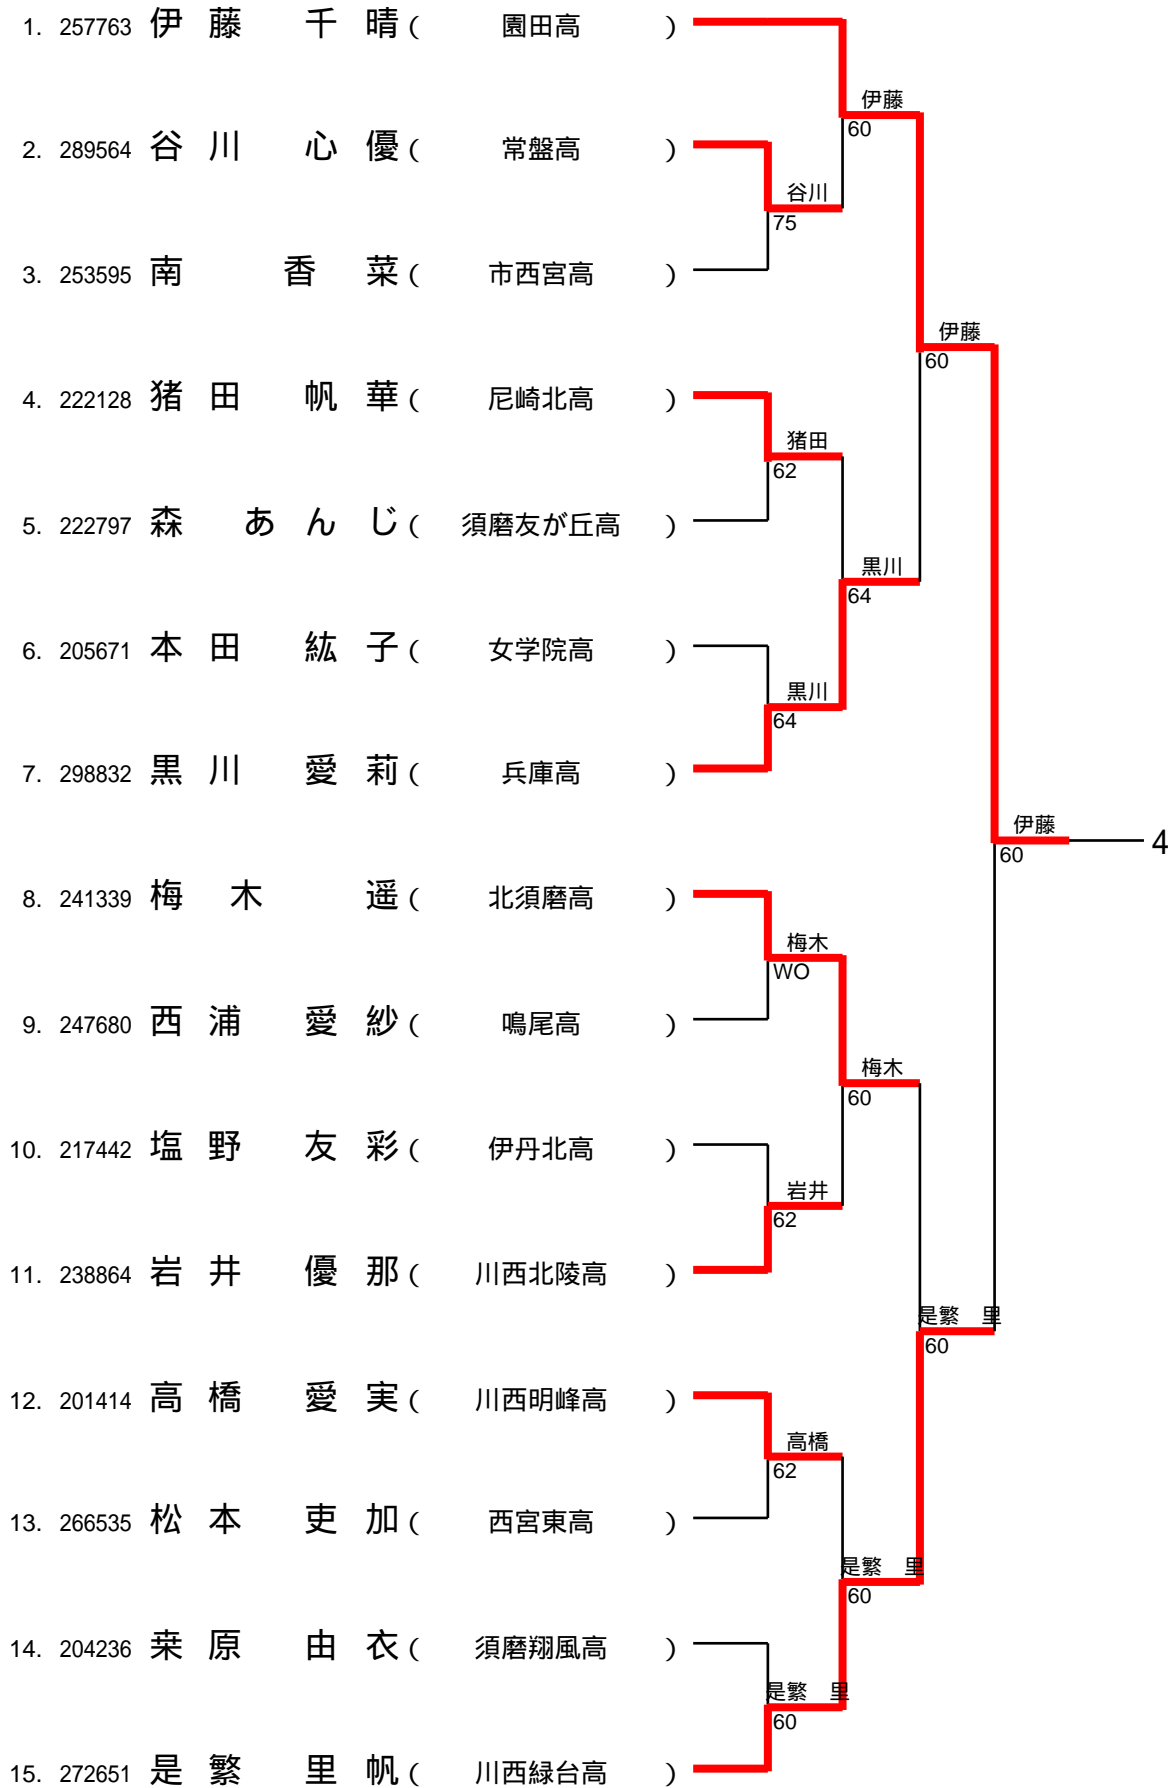 1. 257763 伊藤 千晴 ( 園田高 )
伊藤
60
2. 289564 谷川 心優 ( 常盤高 )
谷川
75
3. 253595 南 香菜 ( 市西宮高 )
伊藤
60
4. 222128 猪田 帆華 ( 尼崎北高 )
猪田
62
5. 222797 森 あんじ ( 須磨友が丘高 )
黒川
64
6. 205671 本田 紘子 ( 女学院高 )
黒川
64
7. 298832 黒川 愛莉 ( 兵庫高 )
伊藤
60
4
8. 241339 梅木 遥 ( 北須磨高 )
梅木
WO
9. 247680 西浦 愛紗 ( 鳴尾高 )
梅木
60
10. 217442 塩野 友彩 ( 伊丹北高 )
岩井
62
11. 238864 岩井 優那 ( 川西北陵高 )
是繁 里
60
12. 201414 高橋 愛実 ( 川西明峰高 )
高橋
62
13. 266535 松本 吏加 ( 西宮東高 )
是繁 里
60
14. 204236 桒原 由衣 ( 須磨翔風高 )
是繁 里
60
15. 272651 是繁 里帆 ( 川西緑台高 )